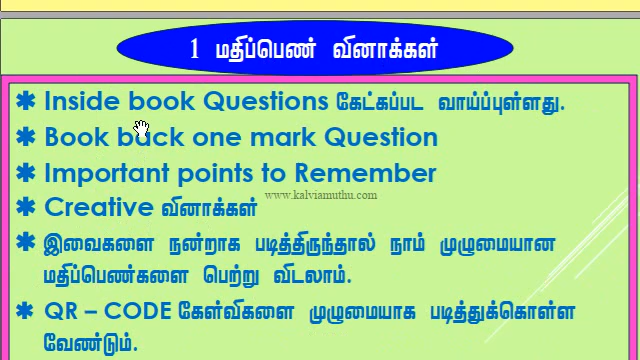 1 மதிப்பெண் வினாக்கள்
✱ Inside book Questions கேட்கப்பட வாய்ப்புள்ளது.
✱ Book back one mark Question
✱ Important points to Remember
www.kalviamuthu.com
✱ Creative வினாக்கள்
✱ இவைகளை நன்றாக படித்திருந்தால் நாம் முழுமையான
மதிப்பெண்களை பெற்று விடலாம்.
✱ QR – CODE கேள்விகளை முழுமையாக படித்துக்கொள்ள
வேண்டும்.